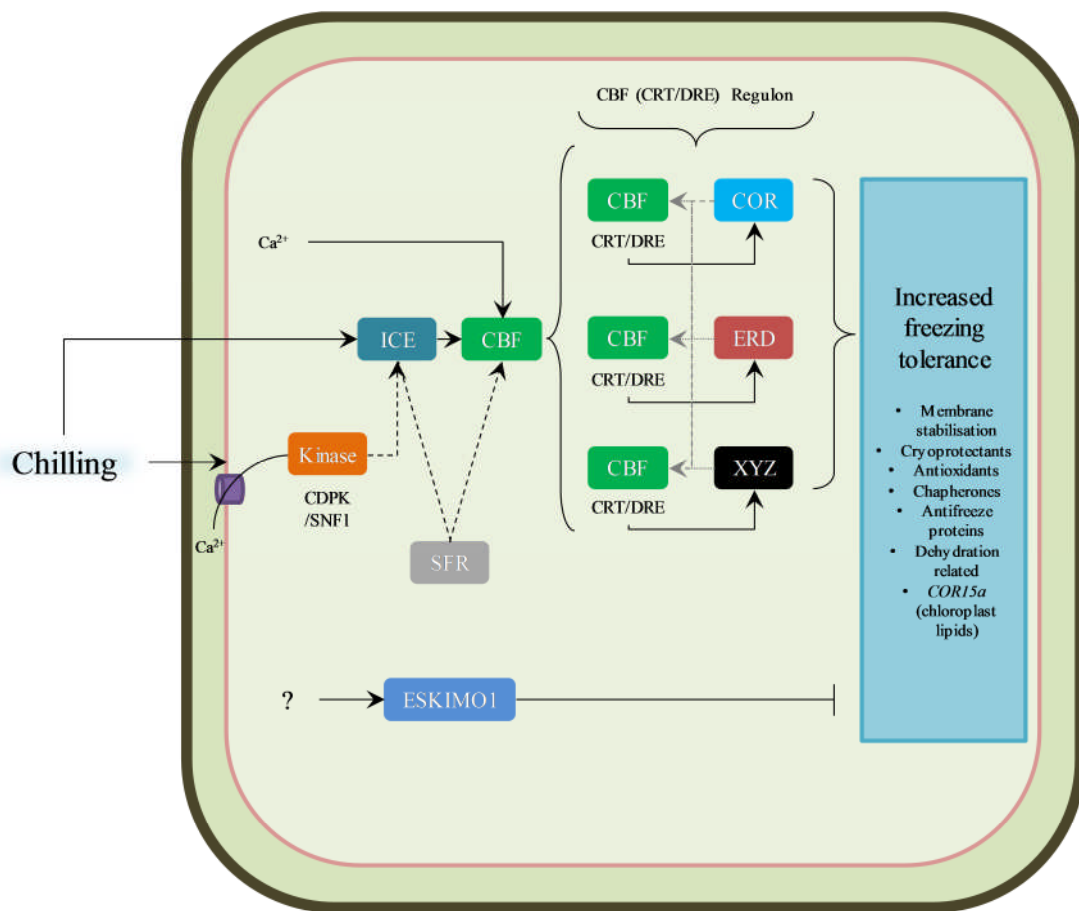 CBF (CRT/DRE) Regulon
CBF
COR
CRT/DRE
Ca²⁺
ICE
CBF
CBF
ERD
CRT/DRE
Chilling
Kinase
CDPK
/SNF1
Ca²⁺
SFR
CBF
XYZ
CRT/DRE
?
ESKIMO1
Increased
freezing
tolerance
• Membrane
stabilisation
• Cryoprotectants
• Antioxidants
• Chapherones
• Antifreeze
proteins
• Dehydration
related
• COR15a
(chloroplast
lipids)